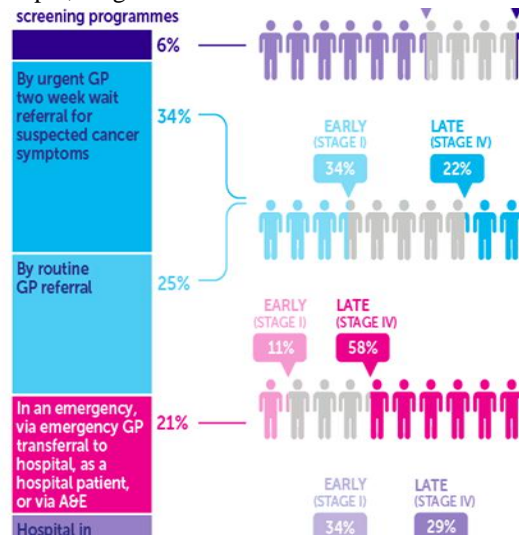 screening programmes
6%
By urgent GP
two week wait
referral for
suspected cancer
symptoms
34%
EARLY
(STAGE I)
34%
LATE
(STAGE IV)
22%
By routine
GP referral
25%
EARLY
(STAGE I)
11%
LATE
(STAGE IV)
58%
In an emergency,
via emergency GP
transferral to
hospital, as a
hospital patient,
or via A&E
21%
EARLY
(STAGE I)
34%
LATE
(STAGE IV)
29%
Hospital in